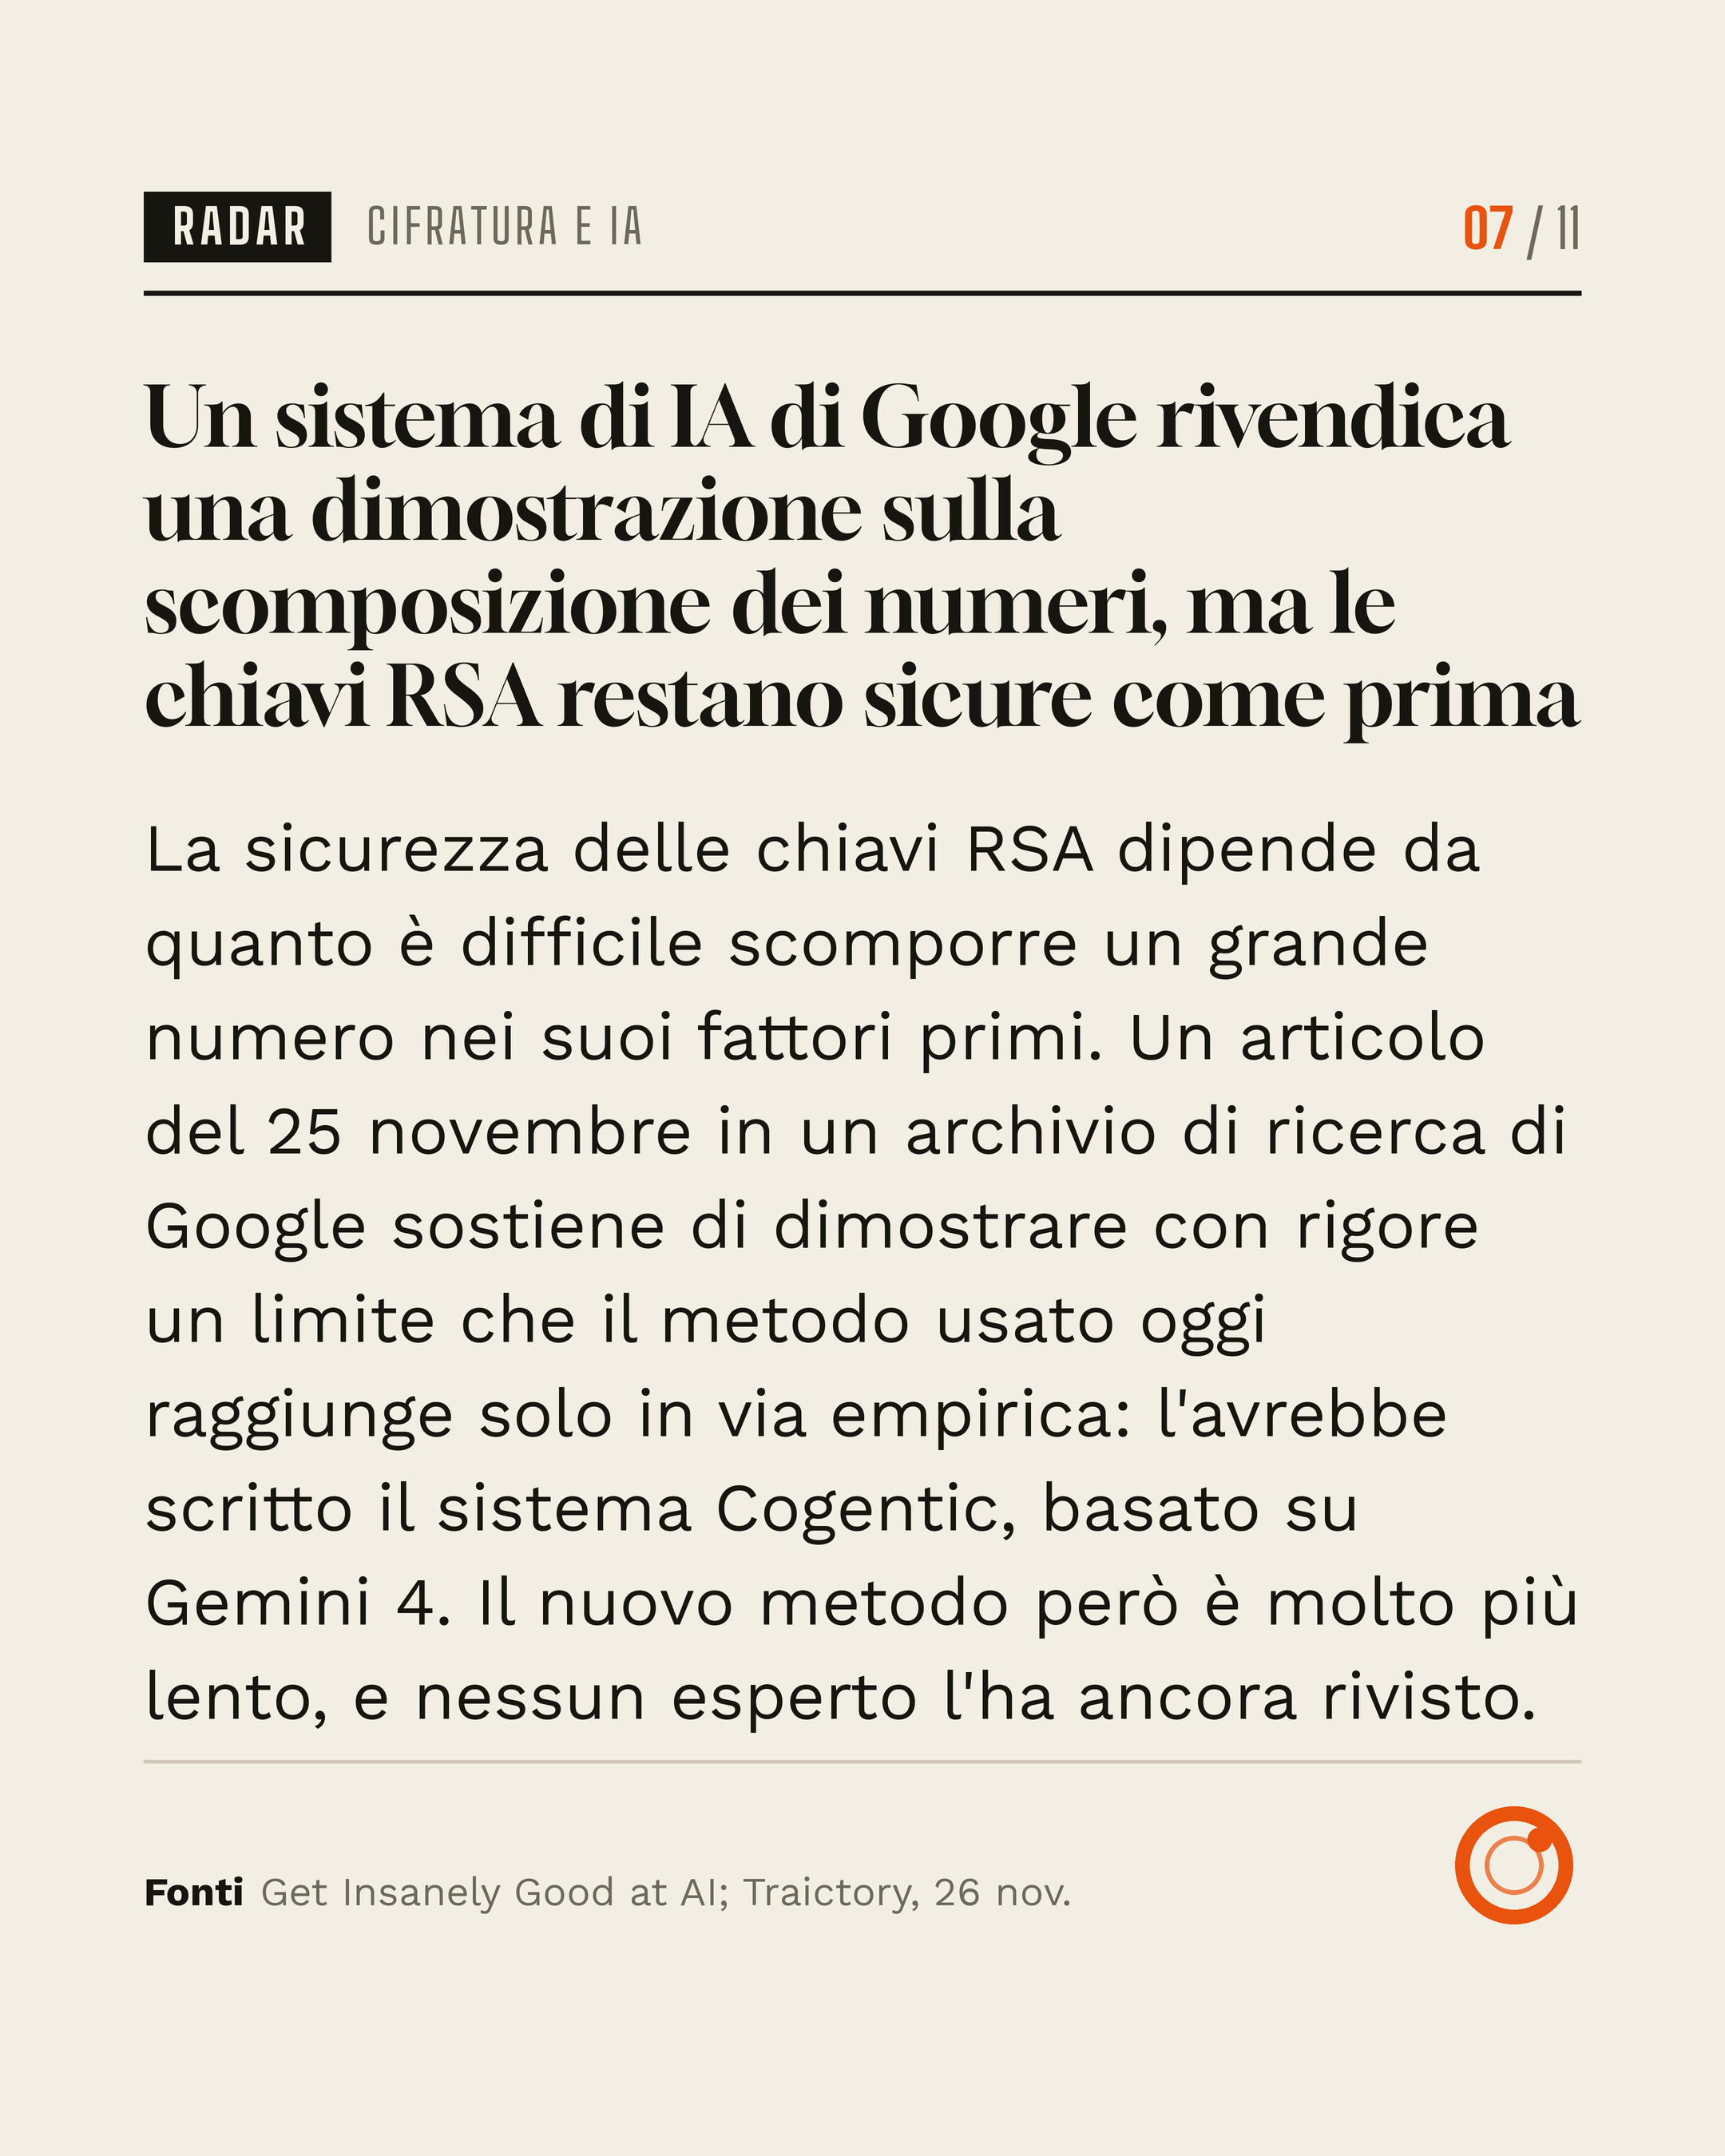 RADAR CIFRATURA E IA 07 / 11
Un sistema di IA di Google rivendica
una dimostrazione sulla
scomposizione dei numeri, ma le
chiavi RSA restano sicure come prima
La sicurezza delle chiavi RSA dipende da
quanto è difficile scomporre un grande
numero nei suoi fattori primi. Un articolo
del 25 novembre in un archivio di ricerca di
Google sostiene di dimostrare con rigore
un limite che il metodo usato oggi
raggiunge solo in via empirica: l'avrebbe
scritto il sistema Cogentic, basato su
Gemini 4. Il nuovo metodo però è molto più
lento, e nessun esperto l'ha ancora rivisto.
Fonti Get Insanely Good at AI; Traictory, 26 nov.